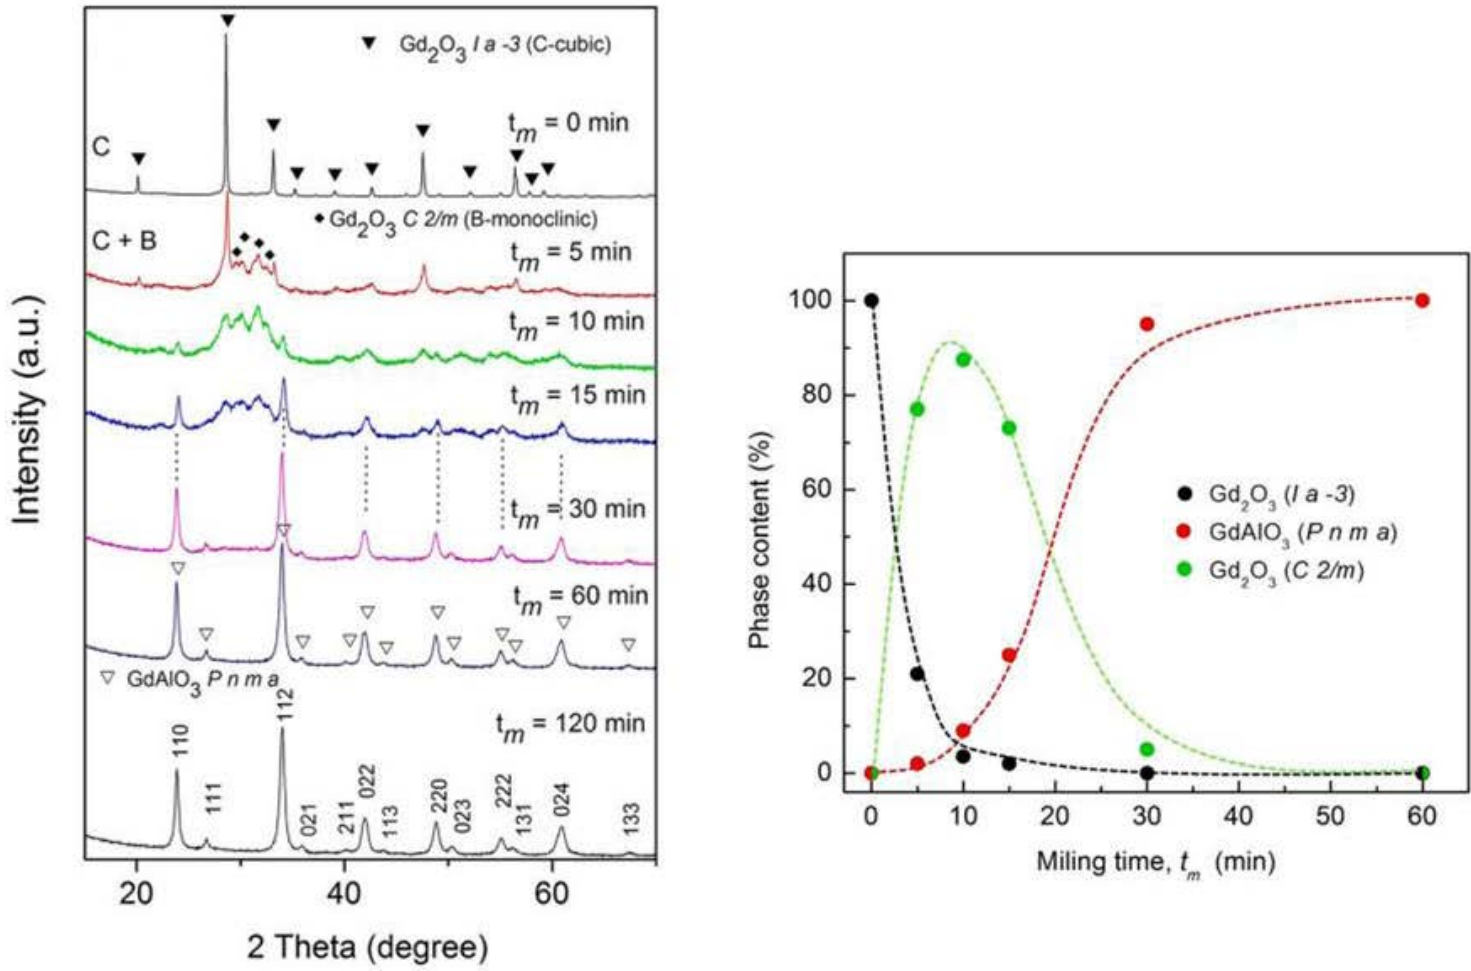 ▼ Gd2O3 I a -3 (C-cubic)
tm = 0 min
C
◆ Gd2O3 C 2/m (B-monoclinic)
C + B
tm = 5 min
tm = 10 min
tm = 15 min
tm = 30 min
tm = 60 min
▽ GdAlO3 P n m a
tm = 120 min
110
111
112
021
211
022
113
220
023
222
131
024
133
20 40 60
2 Theta (degree)
Intensity (a.u.)
100
80
60
40
20
0
Phase content (%)
Gd2O3 (I a -3)
GdAlO3 (P n m a)
Gd2O3 (C 2/m)
0 10 20 30 40 50 60
Miling time, tm (min)